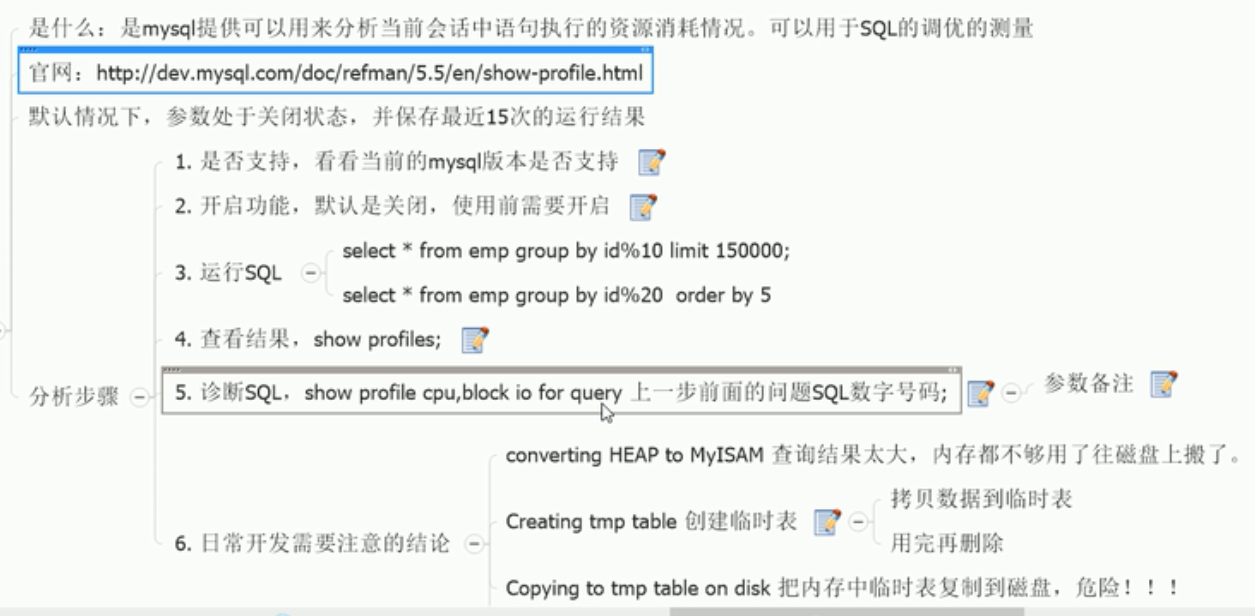 是什么：是mysql提供可以用来分析当前会话中语句执行的资源消耗情况。可以用于SQL的调优的测量
官网：http://dev.mysql.com/doc/refman/5.5/en/show-profile.html
默认情况下，参数处于关闭状态，并保存最近15次的运行结果
分析步骤
1. 是否支持，看看当前的mysql版本是否支持
2. 开启功能，默认是关闭，使用前需要开启
3. 运行SQL
select * from emp group by id%10 limit 150000;
select * from emp group by id%20  order by 5
4. 查看结果，show profiles;
5. 诊断SQL，show profile cpu,block io for query 上一步前面的问题SQL数字号码;
参数备注
6. 日常开发需要注意的结论
converting HEAP to MyISAM 查询结果太大，内存都不够用了往磁盘上搬了。
Creating tmp table 创建临时表
拷贝数据到临时表
用完再删除
Copying to tmp table on disk 把内存中临时表复制到磁盘，危险！！！